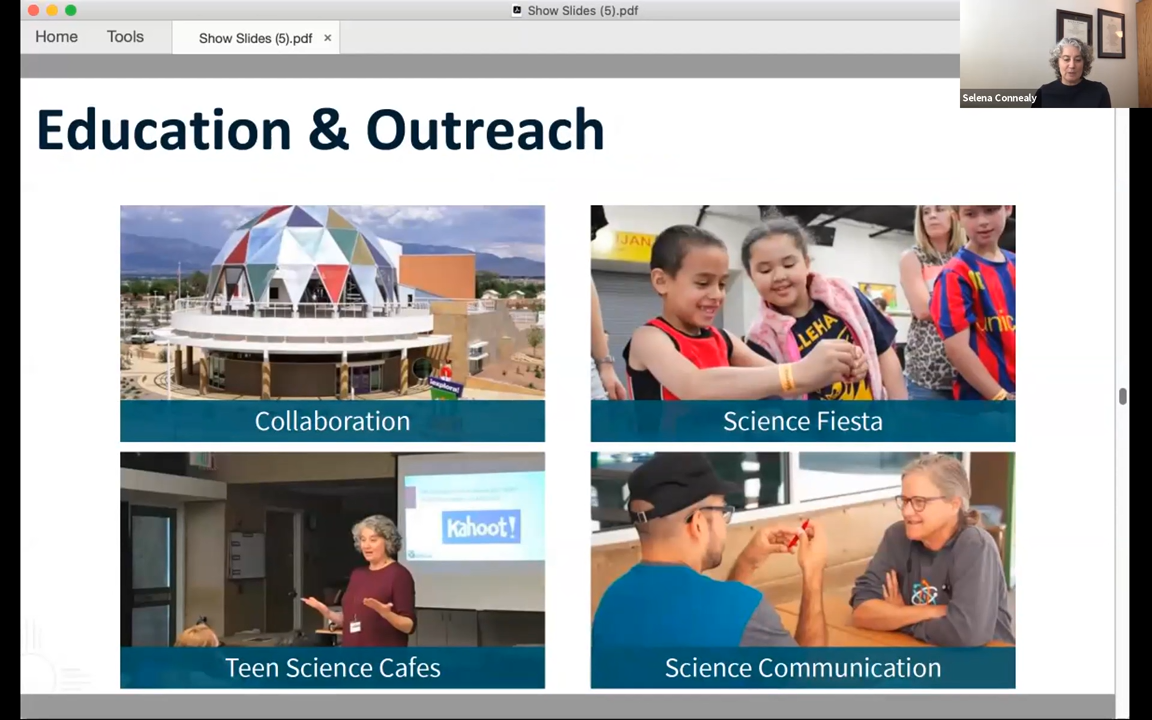 Show Slides (5).pdf
Home
Tools
Show Slides (5).pdf ×
Selena Connealy
Education & Outreach
Collaboration
Science Fiesta
Kahoot!
Teen Science Cafes
Science Communication